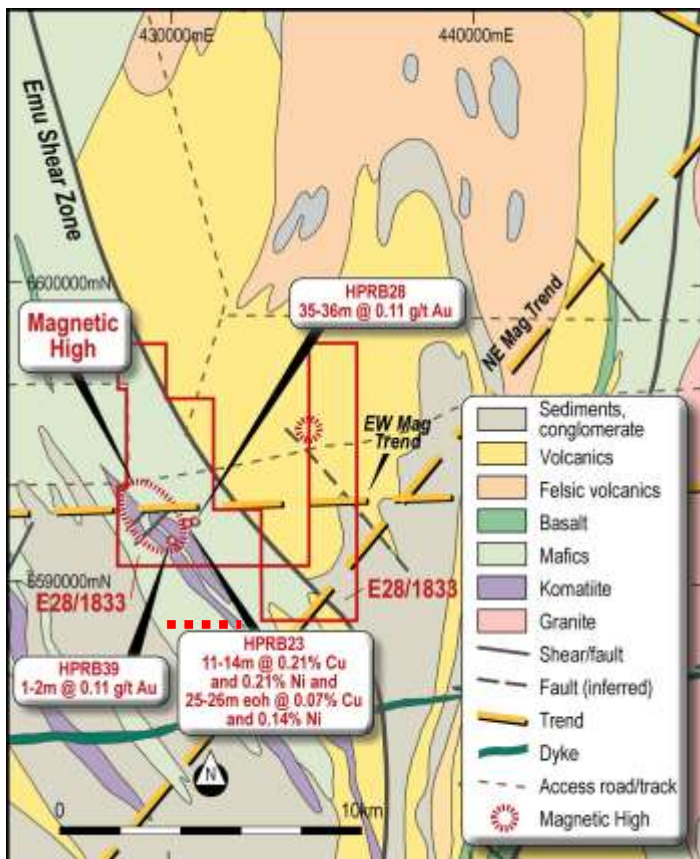 430000mE
440000mE
Emu Shear Zone
6600000mN
HPRB28
35-36m @ 0.11 g/t Au
Magnetic
High
NE Mag Trend
EW Mag
Trend
6590000mN
E28/1833
E28/1833
HPRB39
1-2m @ 0.11 g/t Au
HPRB23
11-14m @ 0.21% Cu
and 0.21% Ni and
25-26m eoh @ 0.07% Cu
and 0.14% Ni
N
0
10km
Sediments,
conglomerate
Volcanics
Felsic volcanics
Basalt
Mafics
Komatiite
Granite
Shear/fault
Fault (inferred)
Trend
Dyke
Access road/track
Magnetic High